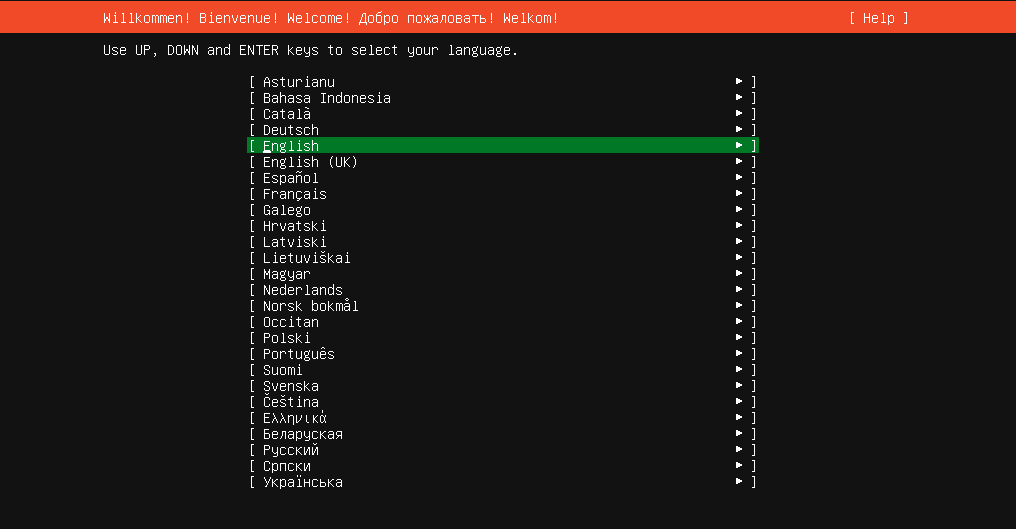 Willkommen! Bienvenue! Welcome! Добро пожаловать! Welkom! [ Help ]
Use UP, DOWN and ENTER keys to select your language.
[ Asturianu ► ]
[ Bahasa Indonesia ► ]
[ Català ► ]
[ Deutsch ► ]
[ English ► ]
[ English (UK) ► ]
[ Español ► ]
[ Français ► ]
[ Galego ► ]
[ Hrvatski ► ]
[ Latviski ► ]
[ Lietuviškai ► ]
[ Magyar ► ]
[ Nederlands ► ]
[ Norsk bokmål ► ]
[ Occitan ► ]
[ Polski ► ]
[ Português ► ]
[ Suomi ► ]
[ Svenska ► ]
[ Čeština ► ]
[ Ελληνικά ► ]
[ Беларуская ► ]
[ Русский ► ]
[ Српски ► ]
[ Українська ► ]